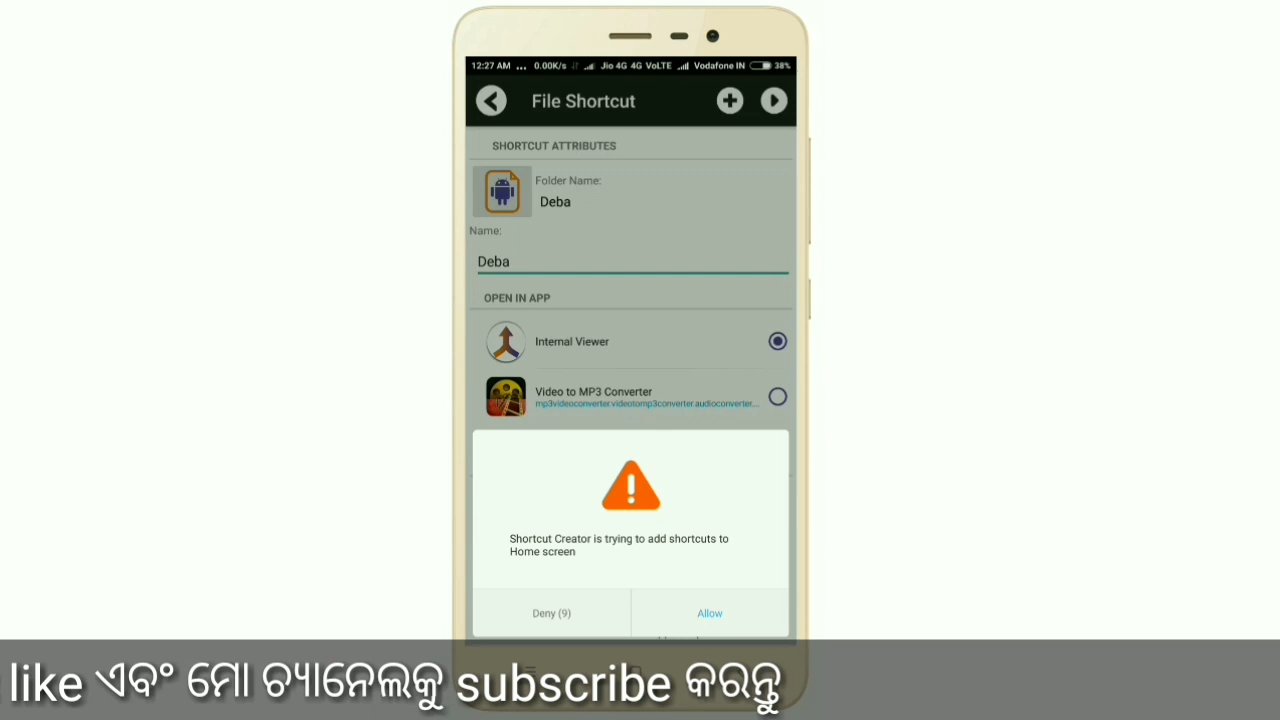 12:27 AM ... 0.00K/s Jio 4G 4G VoLTE Vodafone IN 38%
File Shortcut
SHORTCUT ATTRIBUTES
Folder Name:
Deba
Name:
Deba
OPEN IN APP
Internal Viewer
Video to MP3 Converter
mp3videoconverter.videotomp3converter.audioconverter...
Shortcut Creator is trying to add shortcuts to
Home screen
Deny (9)
Allow
like ଏବଂ ମୋ ଚ୍ୟାନେଲକୁ subscribe କରନ୍ତୁ